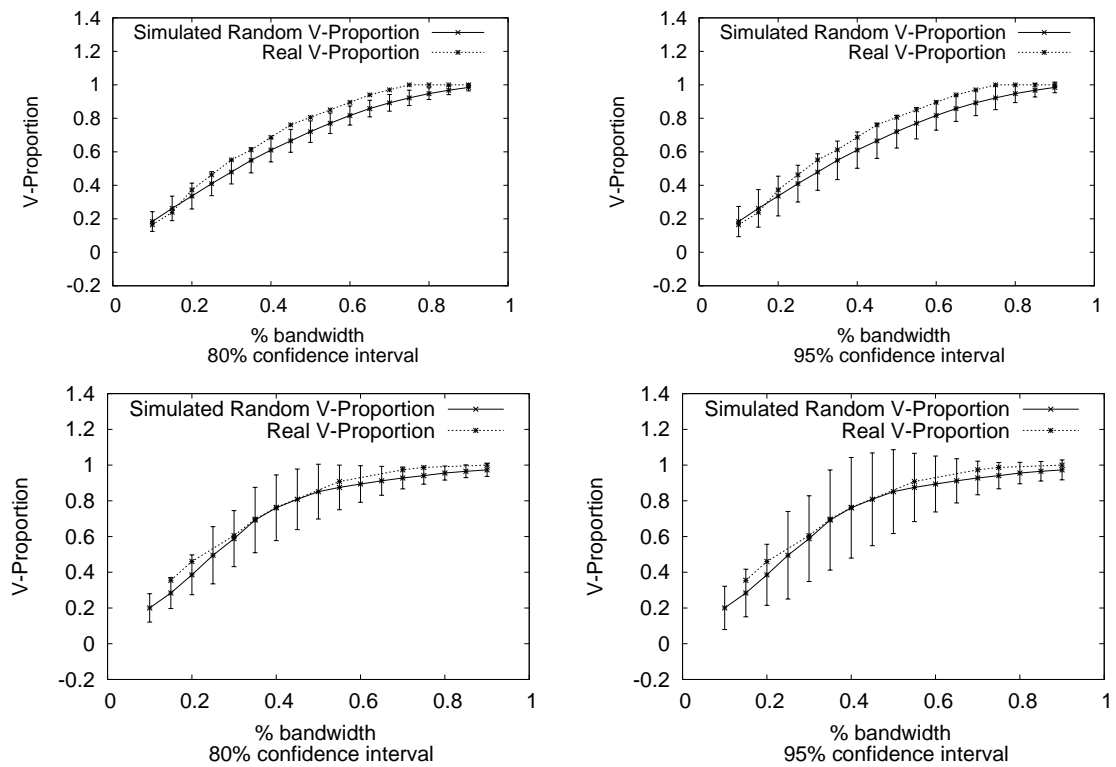 1.4
1.2
1
0.8
0.6
0.4
0.2
0
-0.2
V-Proportion
Simulated Random V-Proportion
Real V-Proportion
0 0.2 0.4 0.6 0.8 1
% bandwidth
80% confidence interval
1.4
1.2
1
0.8
0.6
0.4
0.2
0
-0.2
V-Proportion
Simulated Random V-Proportion
Real V-Proportion
0 0.2 0.4 0.6 0.8 1
% bandwidth
95% confidence interval
1.4
1.2
1
0.8
0.6
0.4
0.2
0
-0.2
V-Proportion
Simulated Random V-Proportion
Real V-Proportion
0 0.2 0.4 0.6 0.8 1
% bandwidth
80% confidence interval
1.4
1.2
1
0.8
0.6
0.4
0.2
0
-0.2
V-Proportion
Simulated Random V-Proportion
Real V-Proportion
0 0.2 0.4 0.6 0.8 1
% bandwidth
95% confidence interval